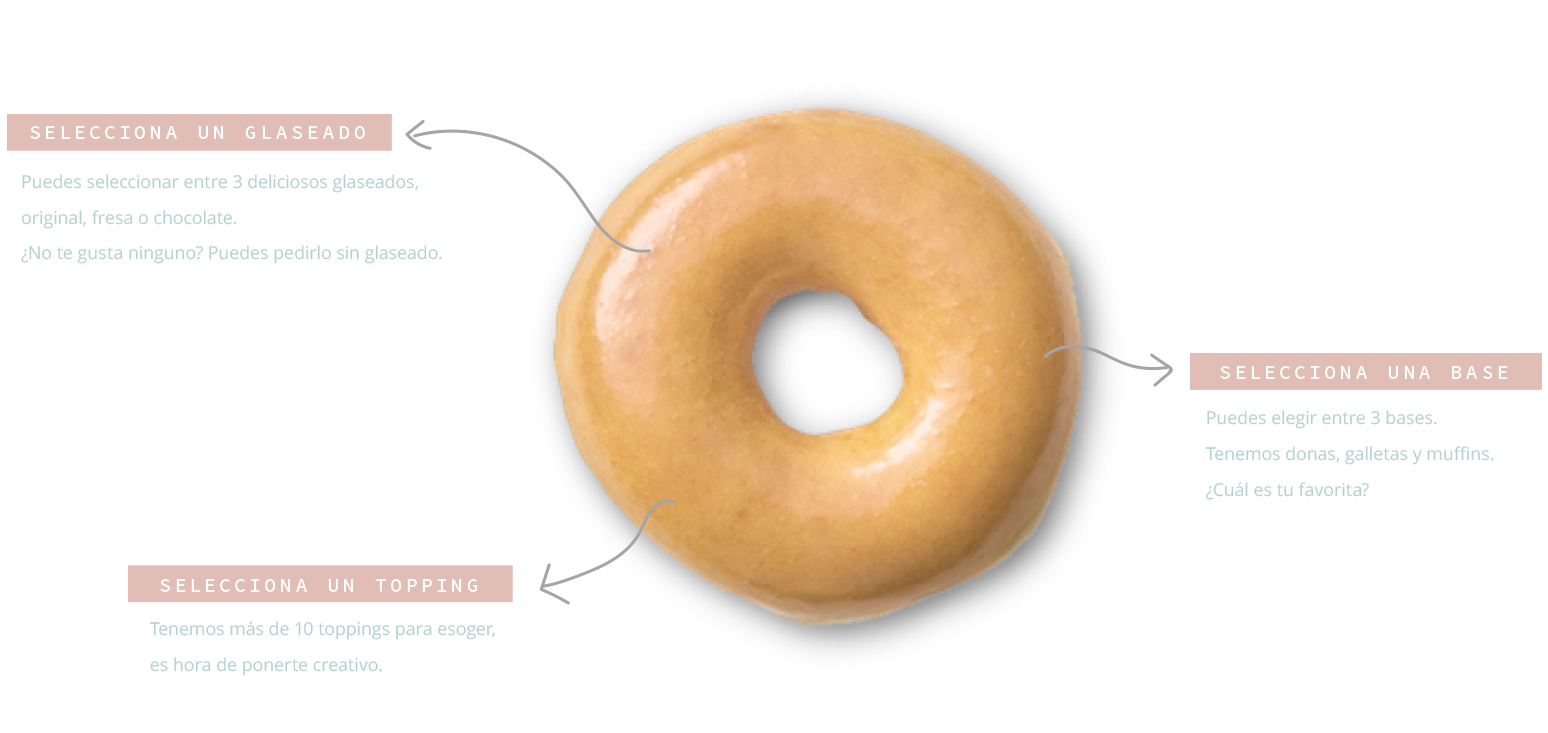 SELECCIONA UN GLASEADO
Puedes seleccionar entre 3 deliciosos glaseados,
original, fresa o chocolate.
¿No te gusta ninguno? Puedes pedirlo sin glaseado.
SELECCIONA UNA BASE
Puedes elegir entre 3 bases.
Tenemos donas, galletas y muffins.
¿Cuál es tu favorita?
SELECCIONA UN TOPPING
Tenemos más de 10 toppings para esoger,
es hora de ponerte creativo.